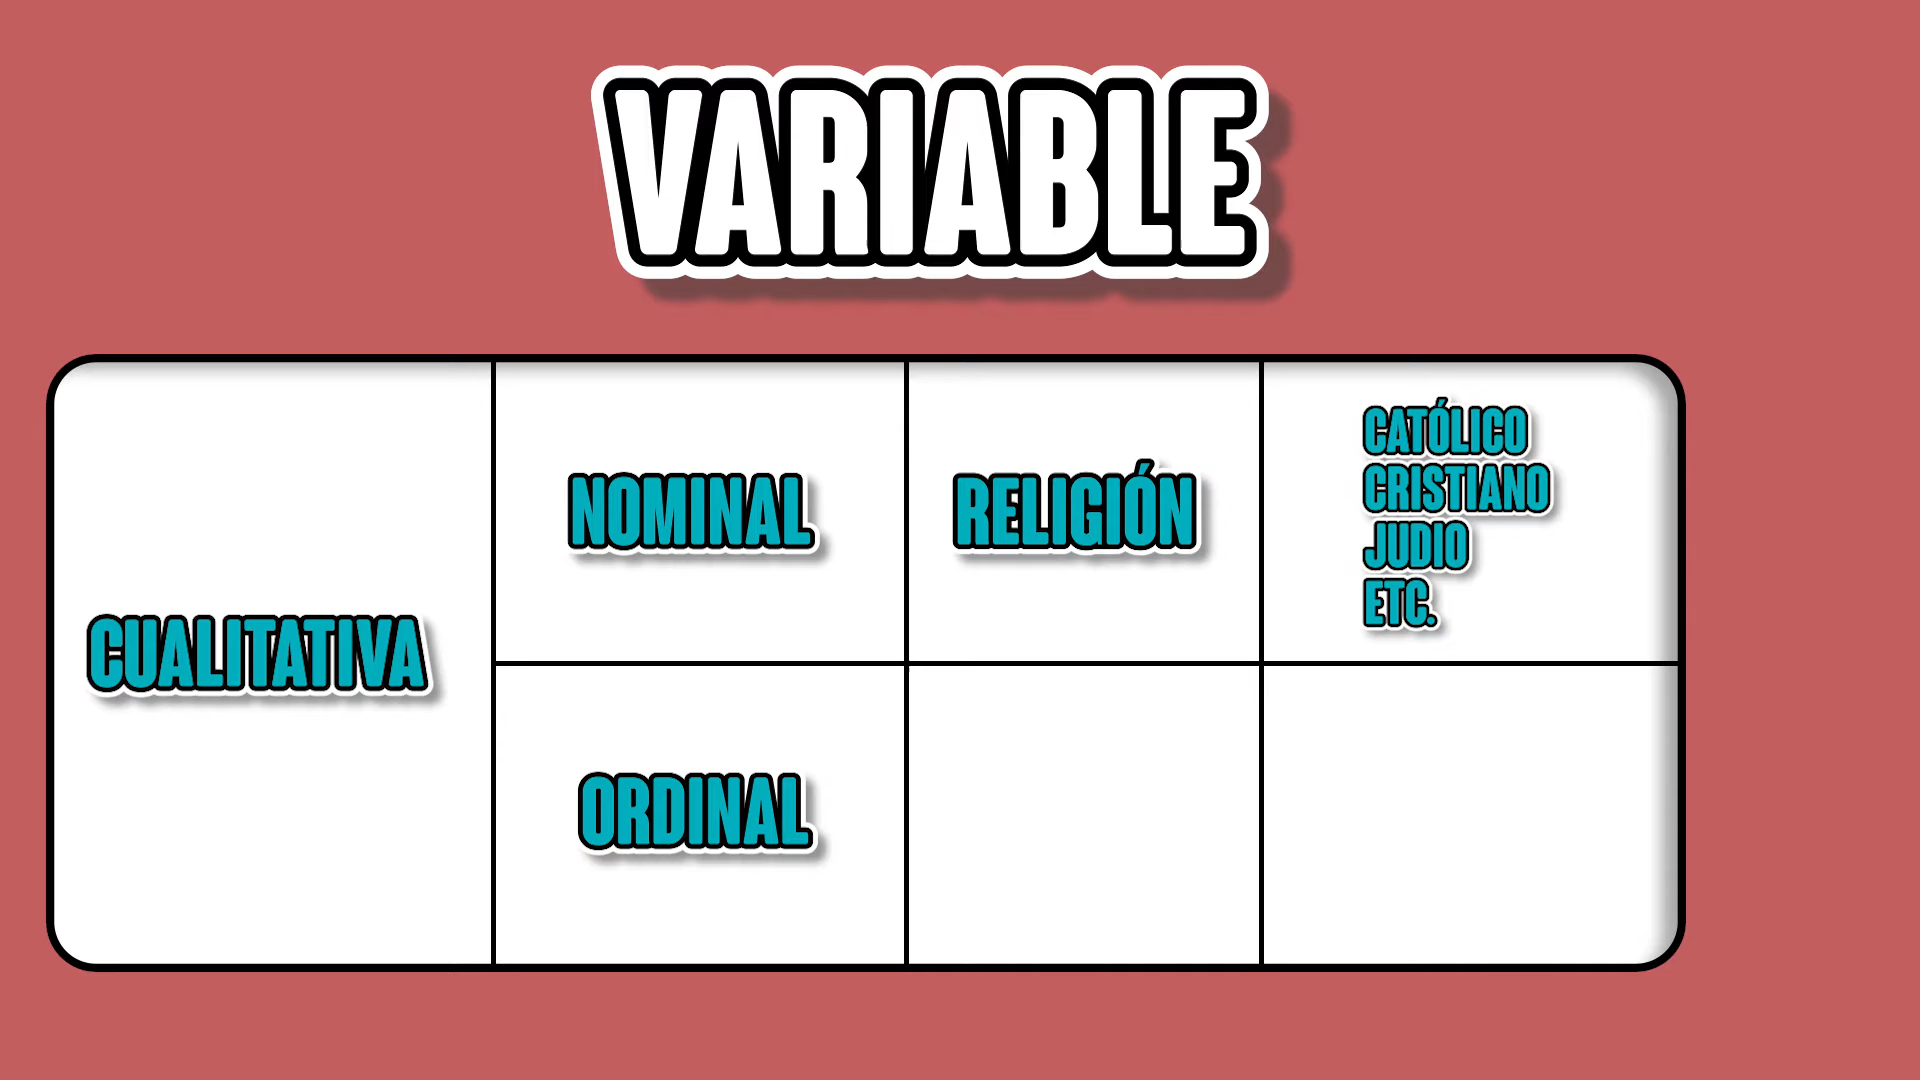 VARIABLE
CUALITATIVA
NOMINAL
RELIGIÓN
CATÓLICO
CRISTIANO
JUDIO
ETC.
ORDINAL